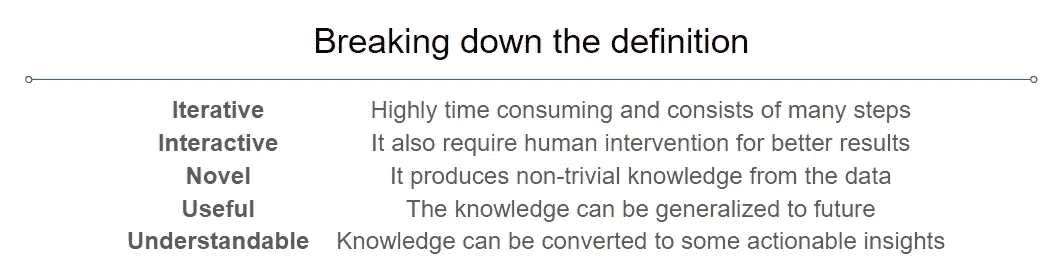 Breaking down the definition
Iterative Highly time consuming and consists of many steps
Interactive It also require human intervention for better results
Novel It produces non-trivial knowledge from the data
Useful The knowledge can be generalized to future
Understandable Knowledge can be converted to some actionable insights